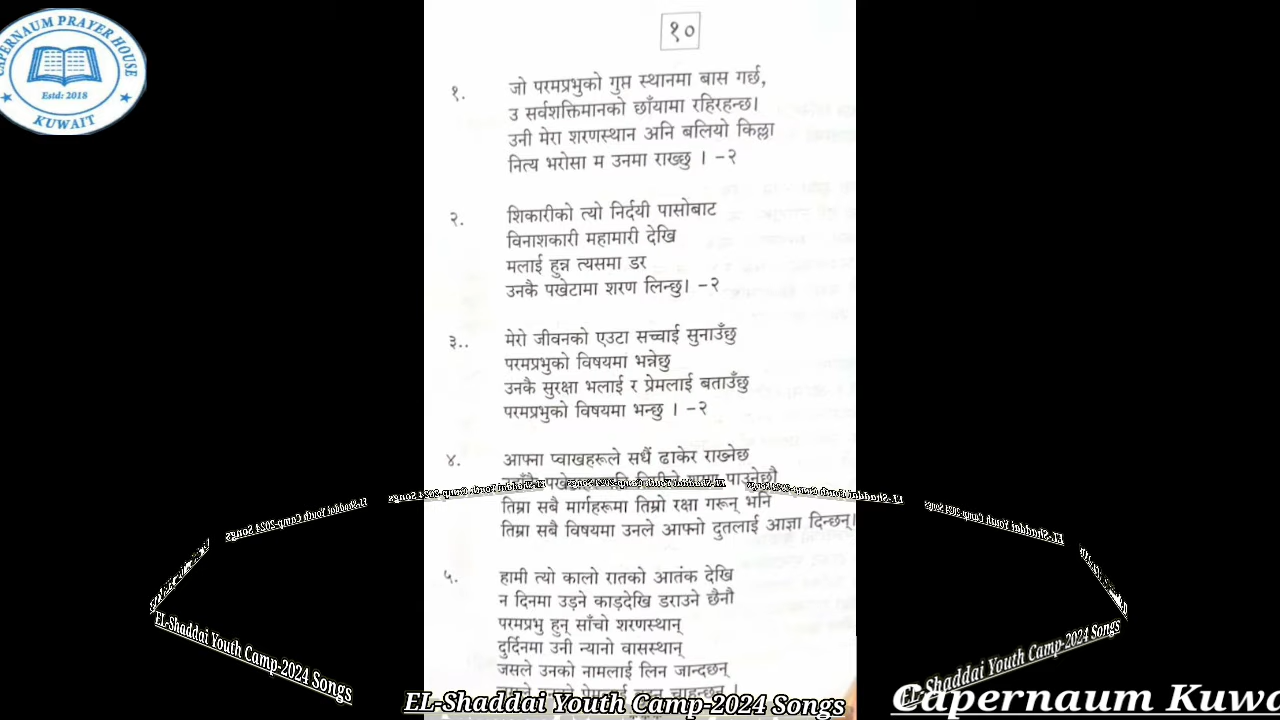 CAPERNAUM PRAYER HOUSE
Estd: 2018
KUWAIT
१०
१. जो परमप्रभुको गुप्त स्थानमा बास गर्छ,
उ सर्वशक्तिमानको छाँयामा रहिरहन्छ।
उनी मेरा शरणस्थान अनि बलियो किल्ला
नित्य भरोसा म उनमा राख्छु । -२
२. शिकारीको त्यो निर्दयी पासोबाट
विनाशकारी महामारी देखि
मलाई हुन्न त्यसमा डर
उनकै पखेटामा शरण लिन्छु। -२
३.. मेरो जीवनको एउटा सच्चाई सुनाउँछु
परमप्रभुको विषयमा भन्नेछु
उनकै सुरक्षा भलाई र प्रेमलाई बताउँछु
परमप्रभुको विषयमा भन्छु । -२
४. आफ्ना प्वाखहरूले सधैं ढाकेर राख्नेछ
पाउनेछौ
तिम्रा सबै मार्गहरूमा तिम्रो रक्षा गरून् भनि
तिम्रा सबै विषयमा उनले आफ्नो दुतलाई आज्ञा दिन्छन्।
५. हामी त्यो कालो रातको आतंक देखि
न दिनमा उड्ने काड़देखि डराउने छैनौ
परमप्रभु हुन् साँचो शरणस्थान्
दुर्दिनमा उनी न्यानो वासस्थान्
जसले उनको नामलाई लिन जान्दछन्
EL-Shaddai Youth Camp-2024 Songs
EL-Shaddai Youth Camp-2024 Songs
EL-Shaddai Youth Camp-2024 Songs
Capernaum Kuwa